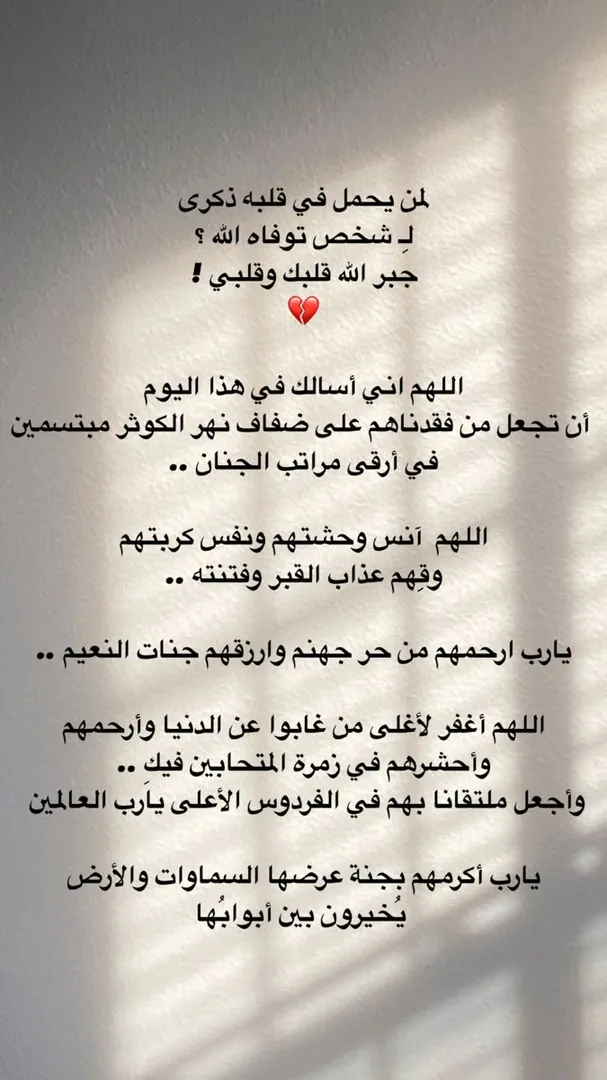 لمن يحمل في قلبه ذكرى
لِـ شخص توفاه الله ؟
جبر الله قلبك وقلبي !
💔
اللهم اني أسالك في هذا اليوم
أن تجعل من فقدناهم على ضفاف نهر الكوثر مبتسمين
في أرقى مراتب الجنان ..
اللهم آنس وحشتهم ونفس كربتهم
وقِهم عذاب القبر وفتنته ..
يارب ارحمهم من حر جهنم وارزقهم جنات النعيم ..
اللهم أغفر لأغلى من غابوا عن الدنيا وأرحمهم
وأحشرهم في زمرة المتحابين فيكِ ..
وأجعل ملتقانا بهم في الفردوس الأعلى ياَرب العالمين
يارب أكرمهم بجنة عرضها السماوات والأرض
يُخيرون بين أبوابُها